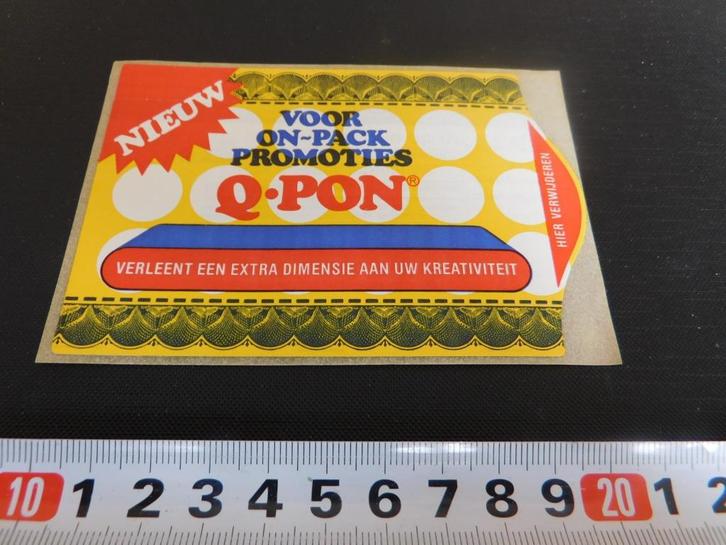 NIEUW
VOOR
ON~PACK
PROMOTIES
Q·PON®
VERLEENT EEN EXTRA DIMENSIE AAN UW KREATIVITEIT
HIER VERWIJDEREN
10 1 2 3 4 5 6 7 8 9 20 1 2